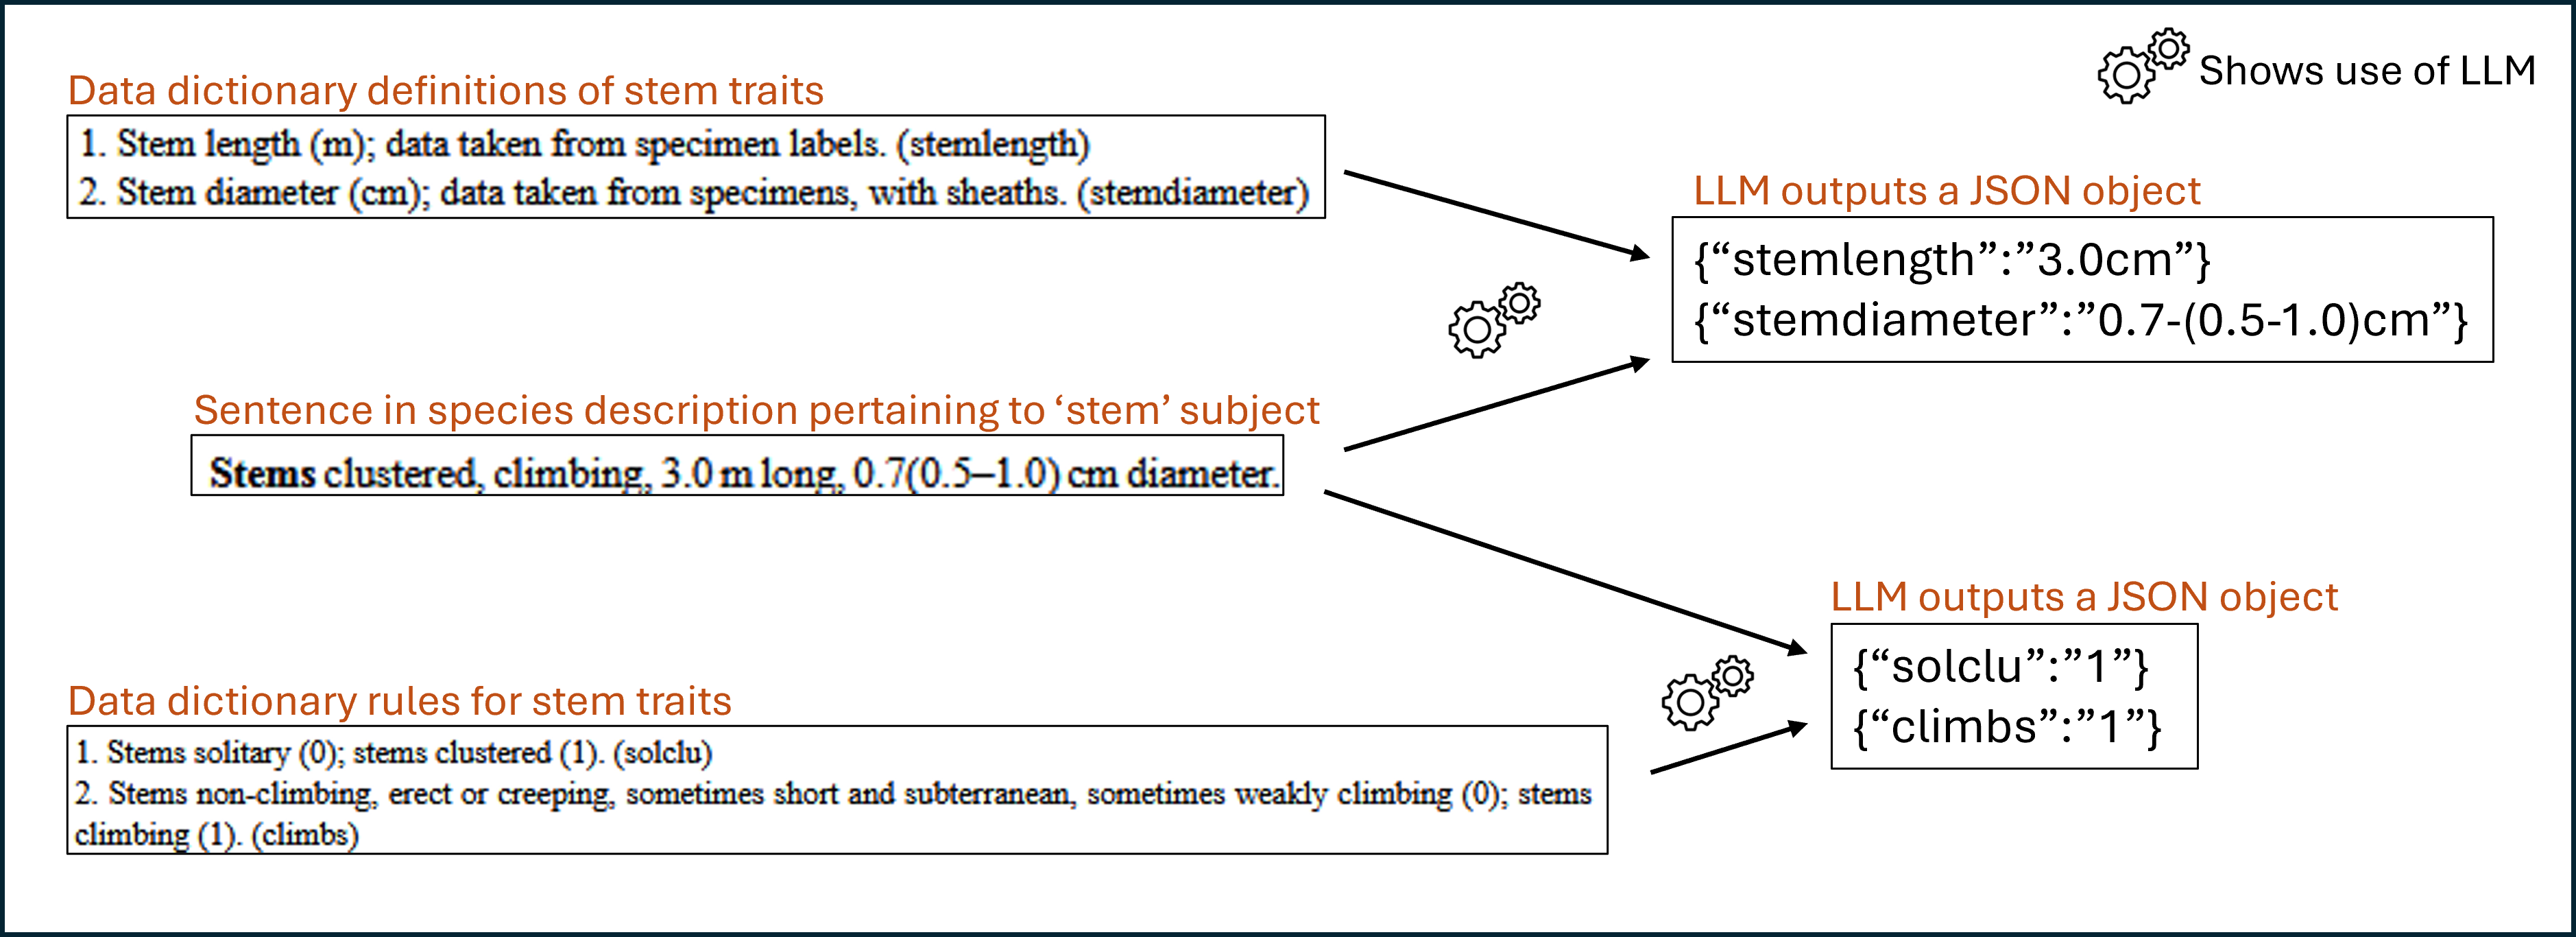 Shows use of LLM
Data dictionary definitions of stem traits
1. Stem length (m); data taken from specimen labels. (stemlength)
2. Stem diameter (cm); data taken from specimens, with sheaths. (stemdiameter)
LLM outputs a JSON object
{“stemlength”:”3.0cm”}
{“stemdiameter”:”0.7-(0.5-1.0)cm”}
Sentence in species description pertaining to ‘stem’ subject
Stems clustered, climbing, 3.0 m long, 0.7(0.5–1.0) cm diameter.
LLM outputs a JSON object
{“solclu”:”1”}
{“climbs”:”1”}
Data dictionary rules for stem traits
1. Stems solitary (0); stems clustered (1). (solclu)
2. Stems non-climbing, erect or creeping, sometimes short and subterranean, sometimes weakly climbing (0); stems
climbing (1). (climbs)